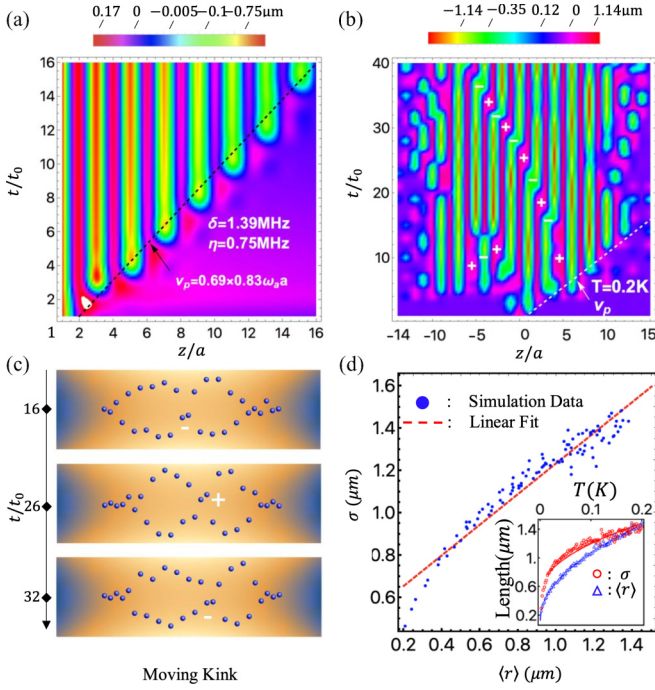 (a)
0.17 0 -0.005 -0.1 -0.75μm
16
14
12
10
8
6
4
2
1
t/t₀
δ=1.39MHz
η=0.75MHz
vₚ=0.69×0.83ωₐa
1 2 4 6 8 10 12 14 16
z/a
(b)
-1.14 -0.35 0.12 0 1.14μm
40
30
20
10
0
t/t₀
− + − + − + − + − +
+ − + −
T=0.2K
vₚ
-14 -10 -5 0 5 10 15
z/a
(c)
16
26
32
t/t₀
−
+
−
Moving Kink
(d)
1.6
1.4
1.2
1.0
0.8
0.6
σ (μm)
: Simulation Data
: Linear Fit
T(K)
0 0.1 0.2
1.4
1
0.6
0.2
Length(μm)
: σ
: ⟨r⟩
0.2 0.4 0.6 0.8 1.0 1.2 1.4
⟨r⟩ (μm)